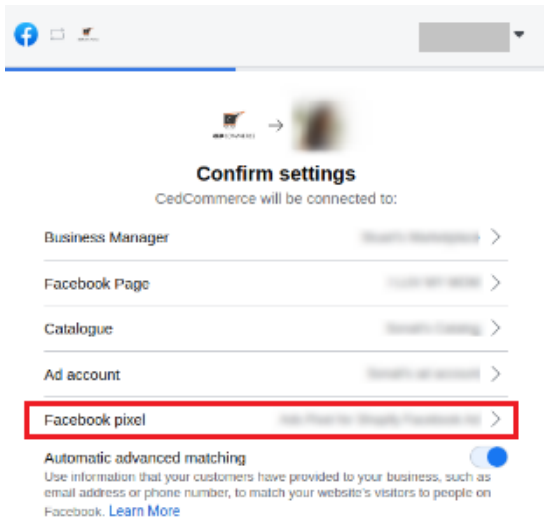 Confirm settings
CedCommerce will be connected to:
Business Manager
Facebook Page
Catalogue
Ad account
Facebook pixel
Automatic advanced matching
Use information that your customers have provided to your business, such as
email address or phone number, to match your website's visitors to people on
Facebook. Learn More